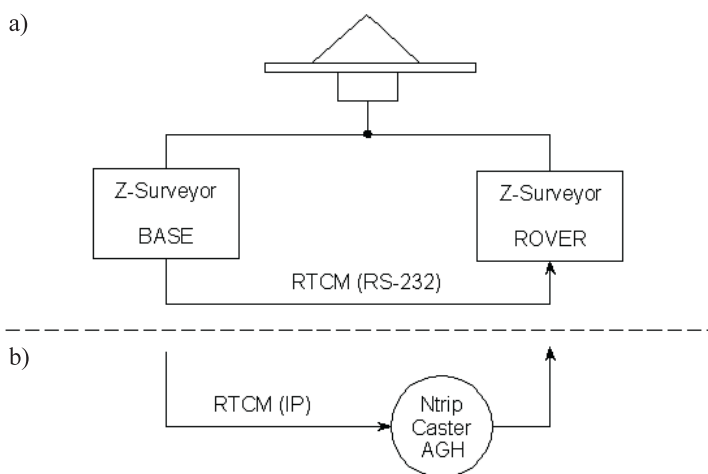 a)
Z-Surveyor
BASE
Z-Surveyor
ROVER
RTCM (RS-232)
b)
RTCM (IP)
Ntrip
Caster
AGH